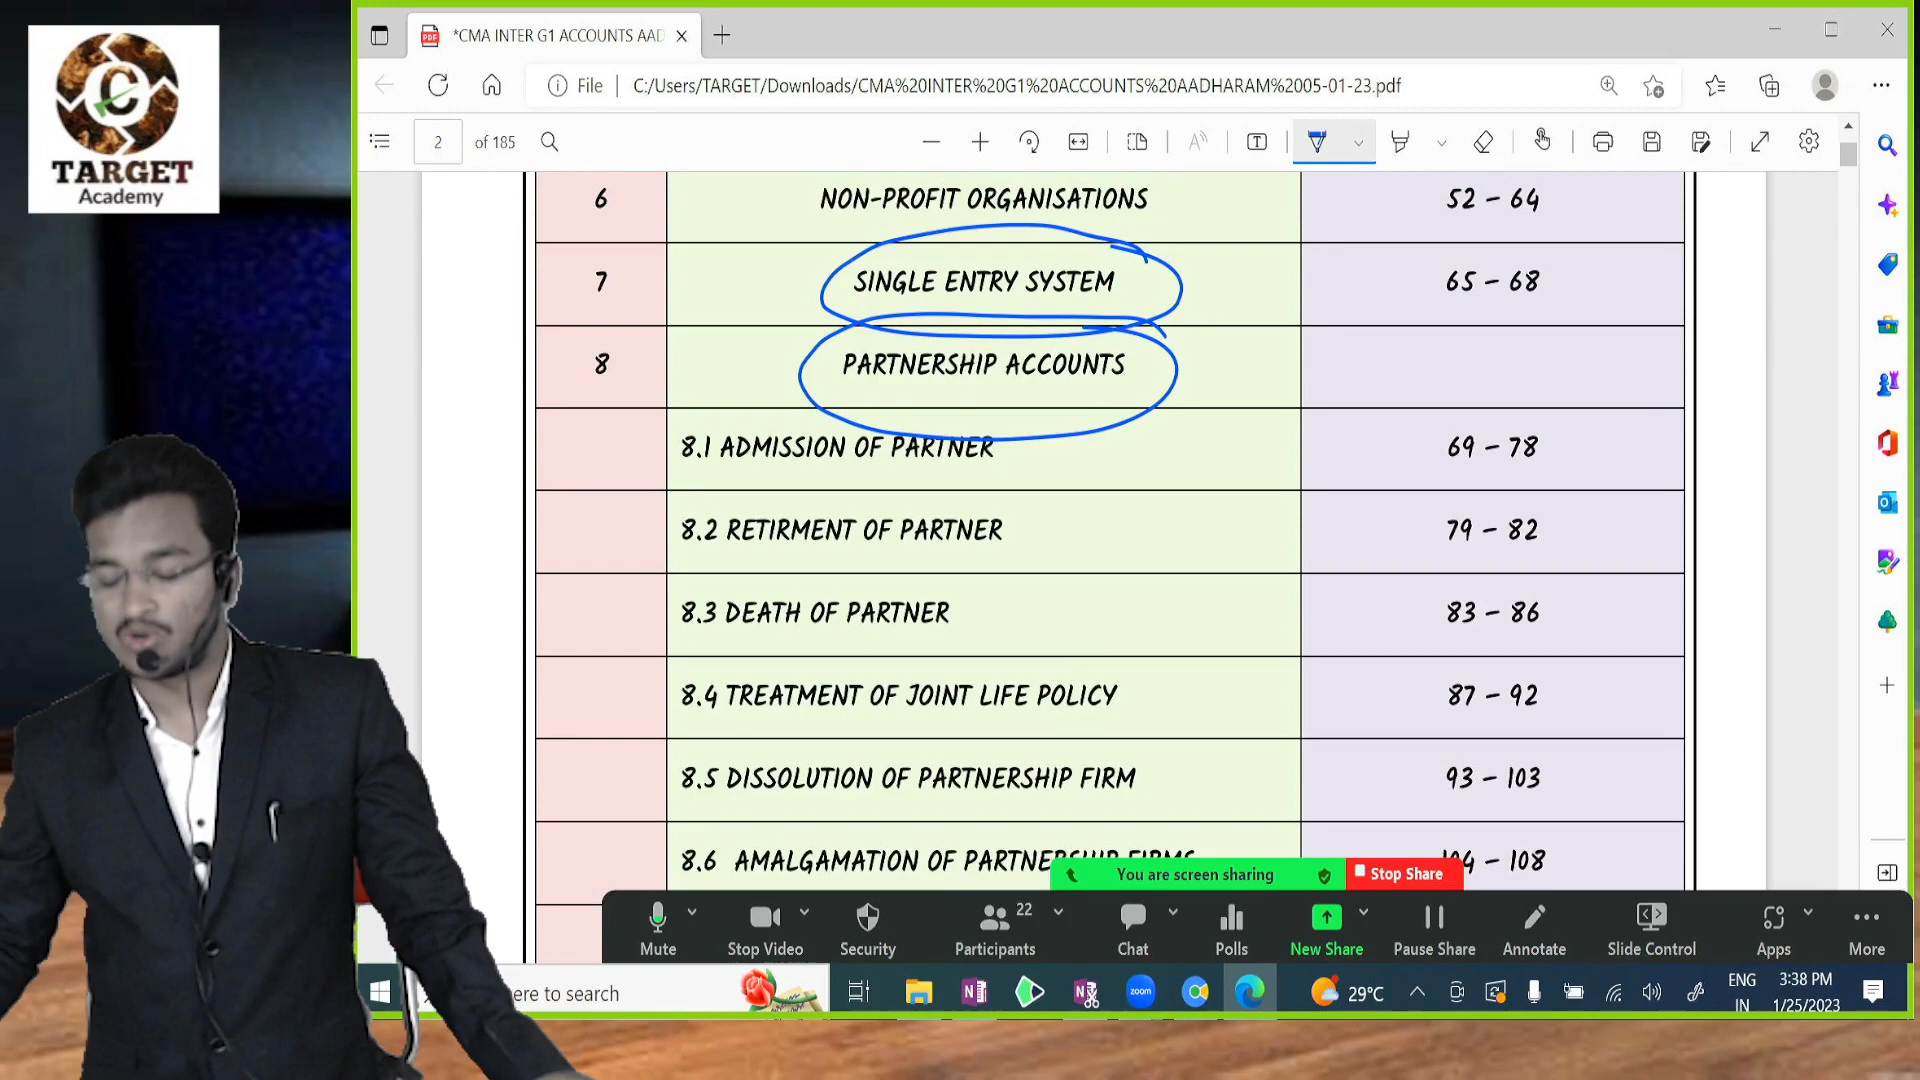 TARGET
Academy
*CMA INTER G1 ACCOUNTS AAD
File
C:/Users/TARGET/Downloads/CMA%20INTER%20G1%20ACCOUNTS%20AADHARAM%2005-01-23.pdf
2 of 185
6 NON-PROFIT ORGANISATIONS 52 – 64
7 SINGLE ENTRY SYSTEM 65 – 68
8 PARTNERSHIP ACCOUNTS
8.1 ADMISSION OF PARTNER 69 – 78
8.2 RETIRMENT OF PARTNER 79 – 82
8.3 DEATH OF PARTNER 83 – 86
8.4 TREATMENT OF JOINT LIFE POLICY 87 – 92
8.5 DISSOLUTION OF PARTNERSHIP FIRM 93 – 103
8.6 AMALGAMATION OF PARTNERSHIP FIRMS 104 – 108
You are screen sharing Stop Share
22
Mute Stop Video Security Participants Chat Polls New Share Pause Share Annotate Slide Control Apps More
ere to search
zoom
29°C
ENG
IN
3:38 PM
1/25/2023